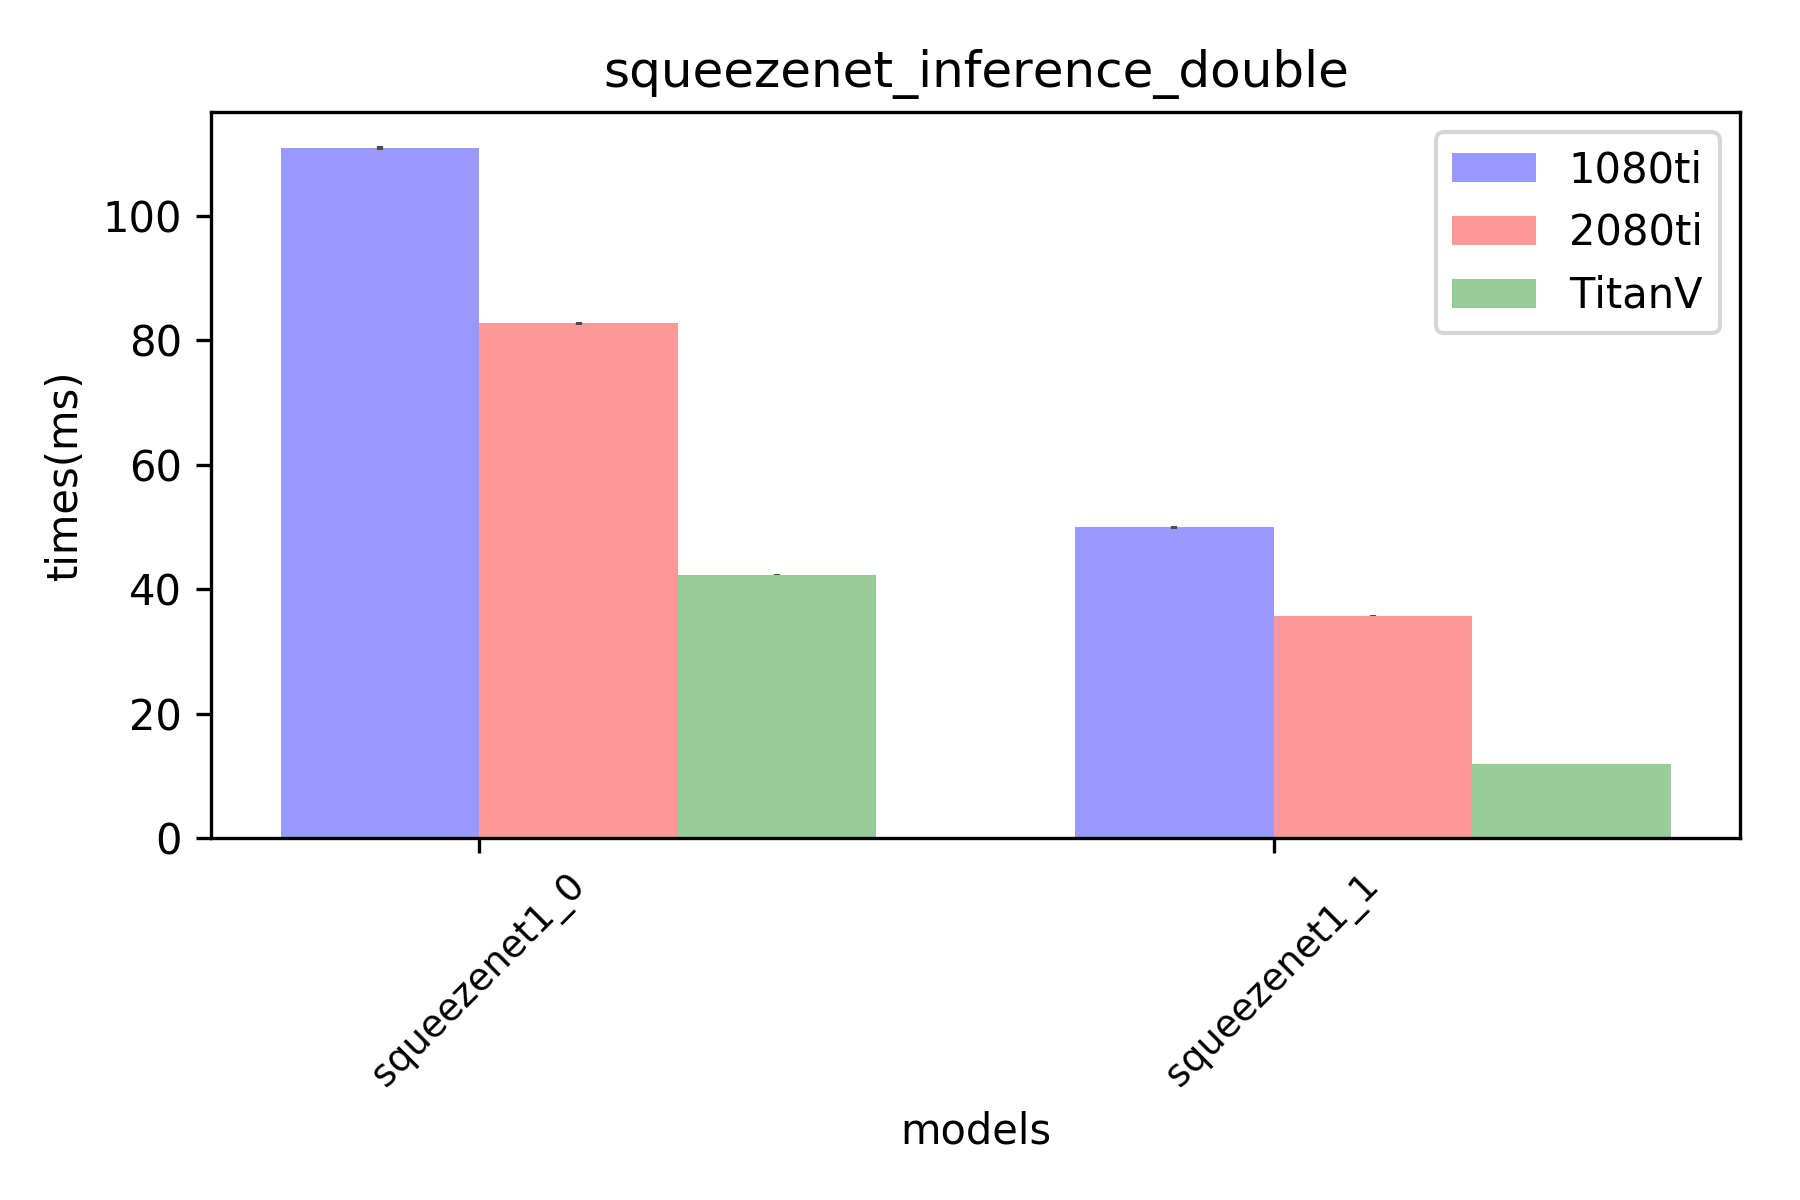 squeezenet_inference_double
1080ti
2080ti
TitanV
times(ms)
100
80
60
40
20
0
squeezenet1_0
squeezenet1_1
models